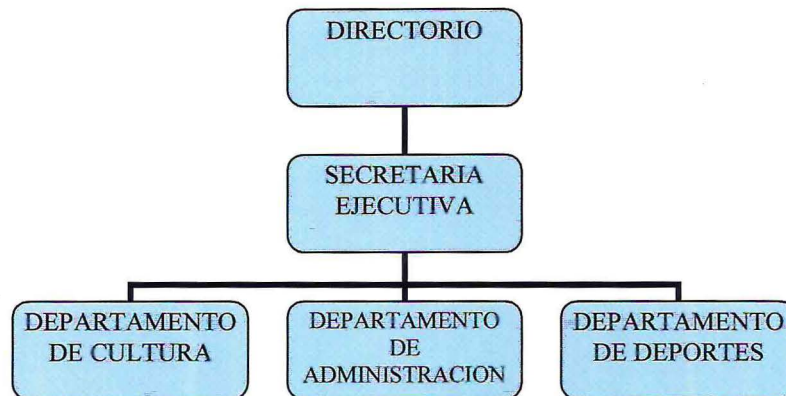 DIRECTORIO
SECRETARIA
EJECUTIVA
DEPARTAMENTO
DE CULTURA
DEPARTAMENTO
DE
ADMINISTRACION
DEPARTAMENTO
DE DEPORTES